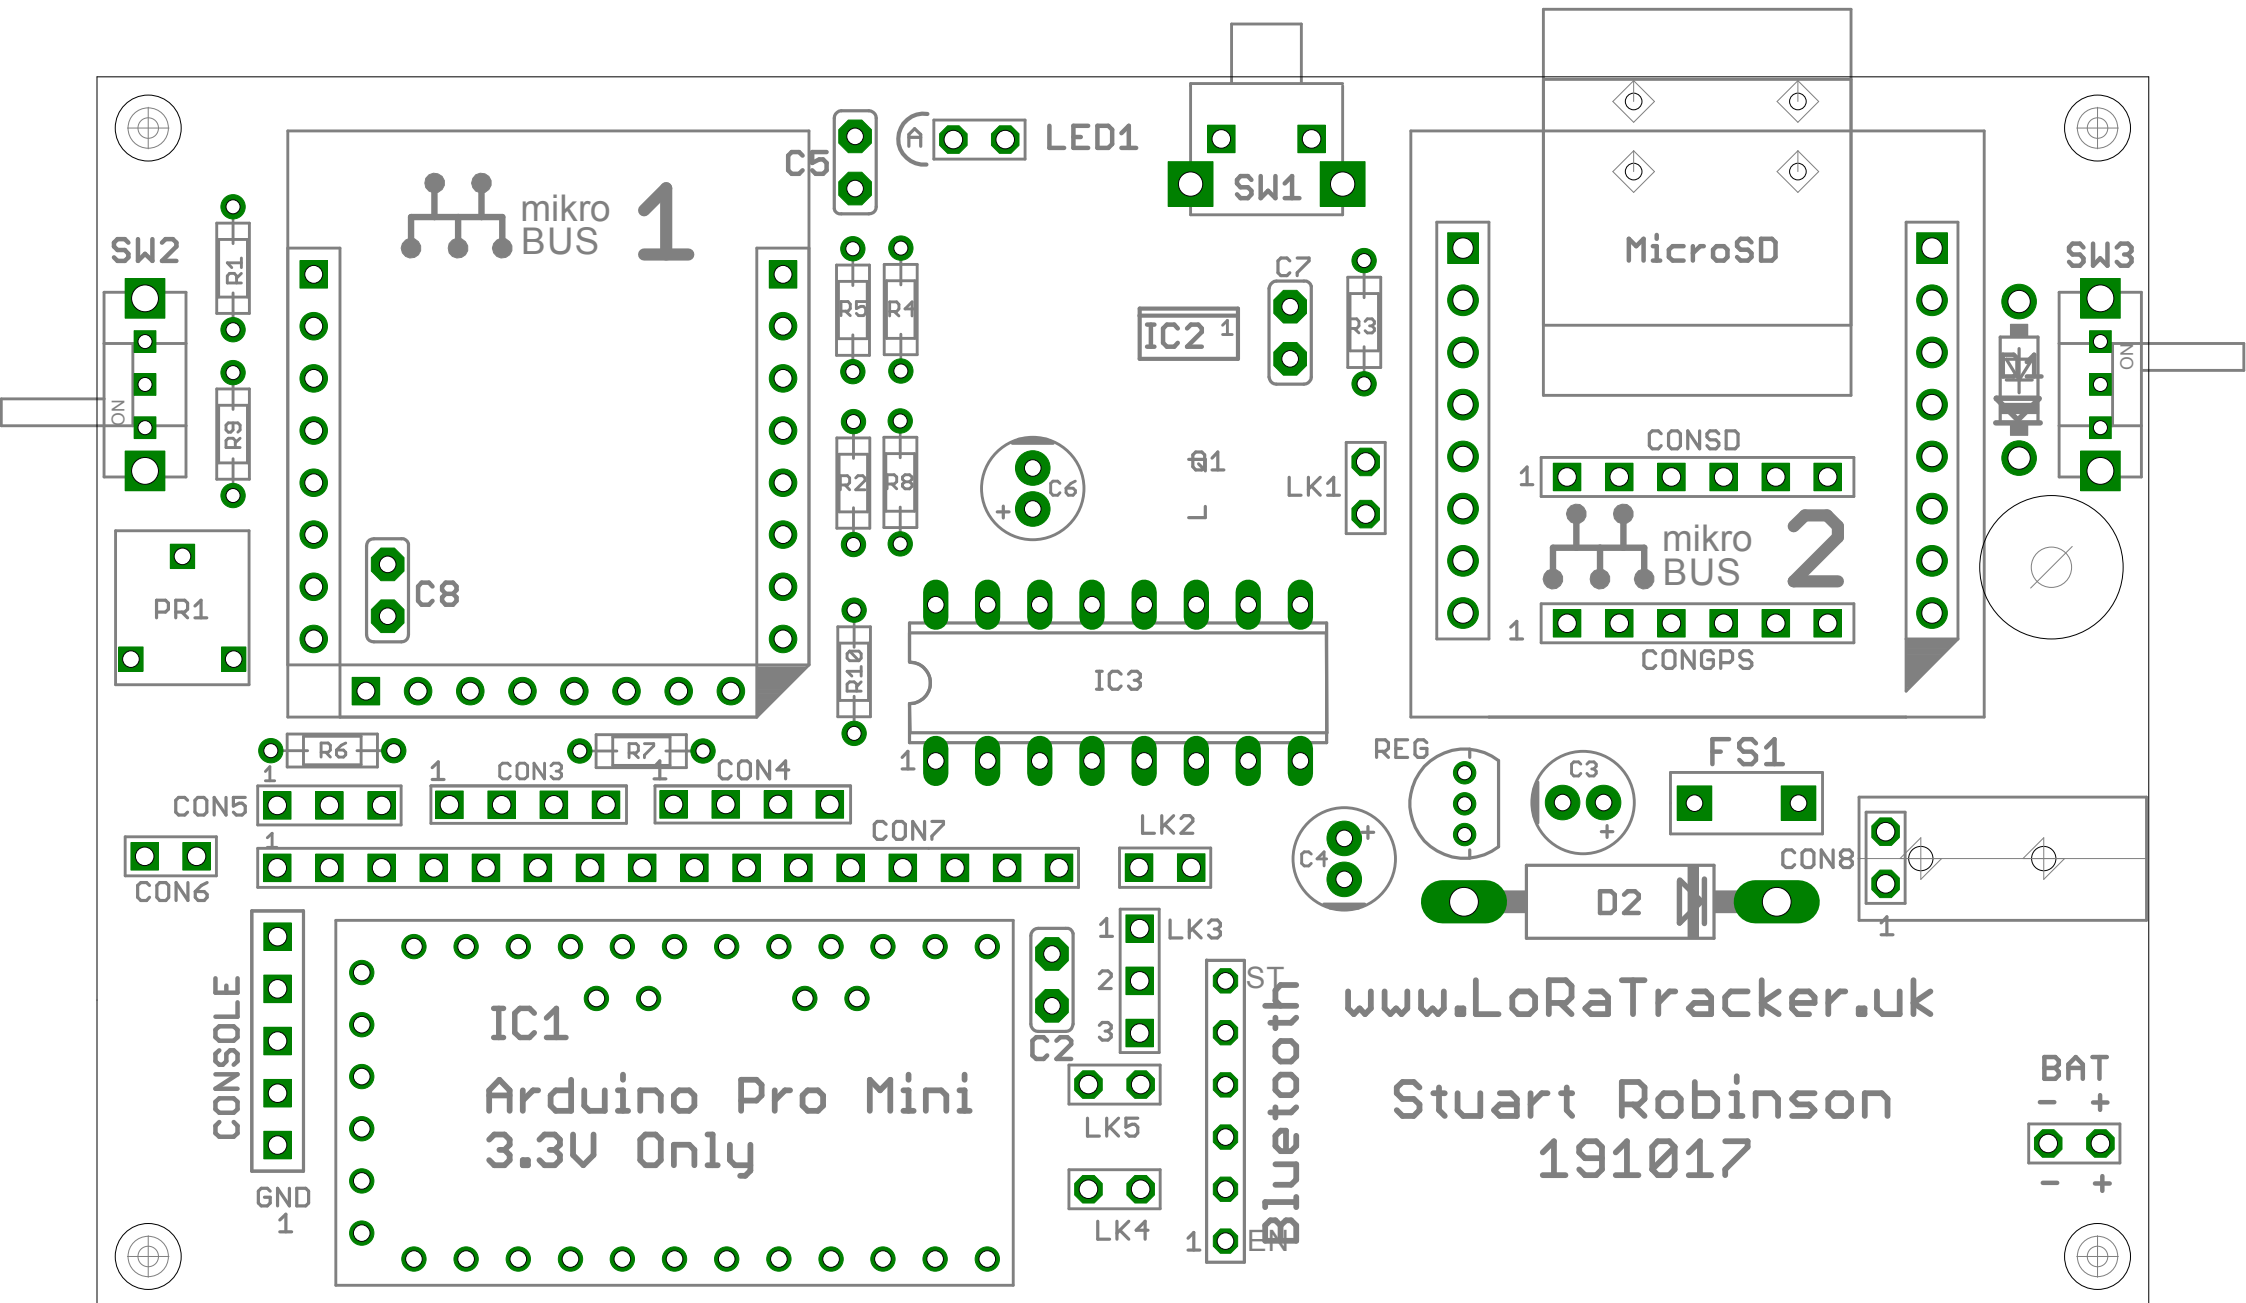 C5
A
LED1
SW1
mikro
BUS
1
SW2
R1
MicroSD
SW3
C7
R5
R4
IC2
1
R3
D1
ON
ON
R9
CONSD
1
R2
R8
C6
+
Q1
LK1
mikro
BUS
2
C8
PR1
1
CONGPS
R10
IC3
1
R6
R7
REG
C3
+
FS1
1
CON3
1
CON4
1
CON5
CON7
1
LK2
C4
+
CON8
1
CON6
D2
CONSOLE
GND
1
IC1
Arduino Pro Mini
3.3V Only
C2
1
2
3
LK3
LK5
LK4
ST
Bluetooth
1
EN
www.LoRaTracker.uk
Stuart Robinson
191017
BAT
- +
- +